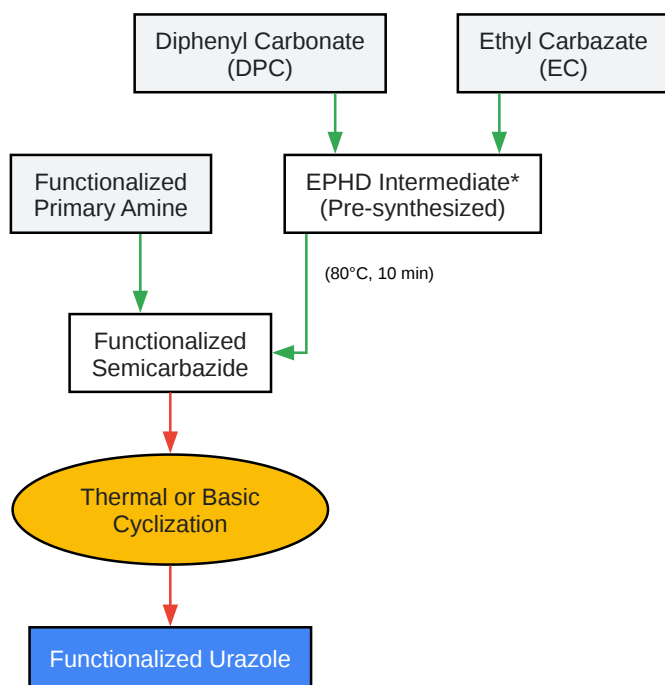 Diphenyl Carbonate
(DPC)
Ethyl Carbazate
(EC)
Functionalized
Primary Amine
EPHD Intermediate*
(Pre-synthesized)
(80°C, 10 min)
Functionalized
Semicarbazide
Thermal or Basic
Cyclization
Functionalized Urazole